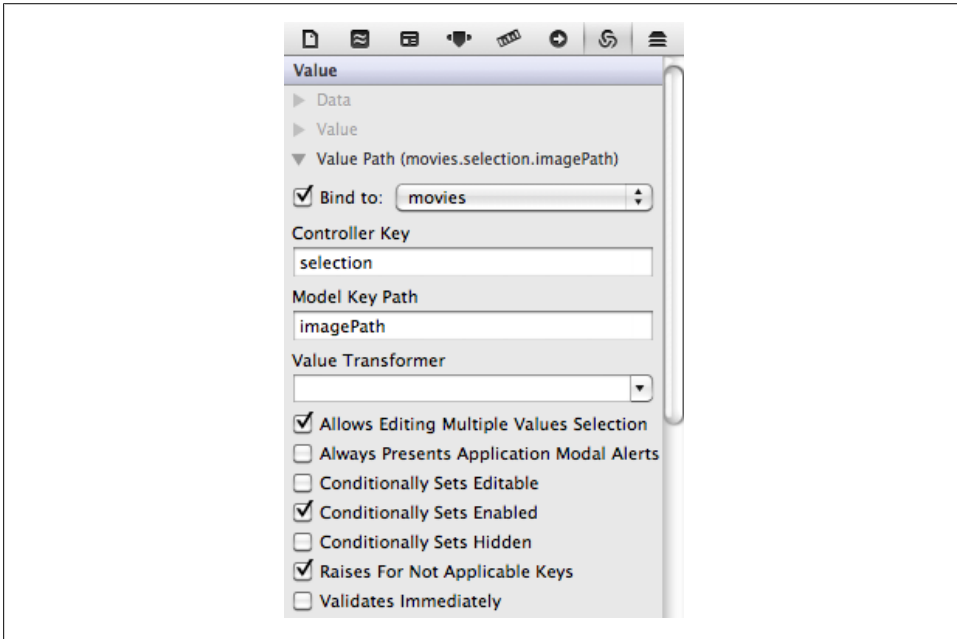 Value
Data
Value
Value Path (movies.selection.imagePath)
Bind to: movies
Controller Key
selection
Model Key Path
imagePath
Value Transformer
Allows Editing Multiple Values Selection
Always Presents Application Modal Alerts
Conditionally Sets Editable
Conditionally Sets Enabled
Conditionally Sets Hidden
Raises For Not Applicable Keys
Validates Immediately